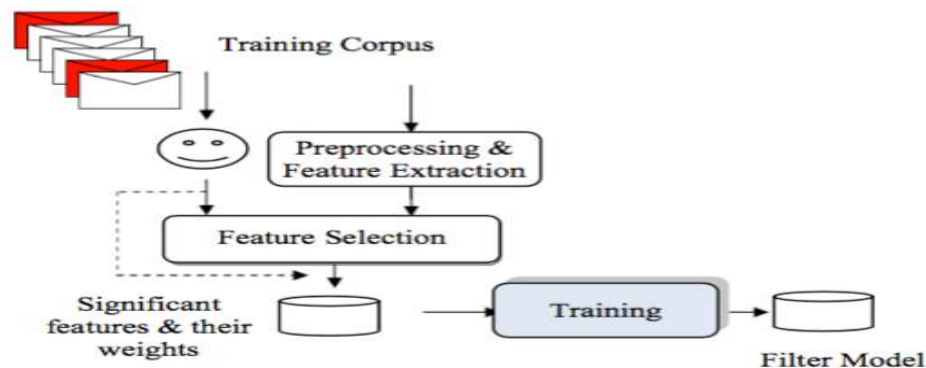 Training Corpus
Preprocessing &
Feature Extraction
Feature Selection
Significant
features & their
weights
Training
Filter Model